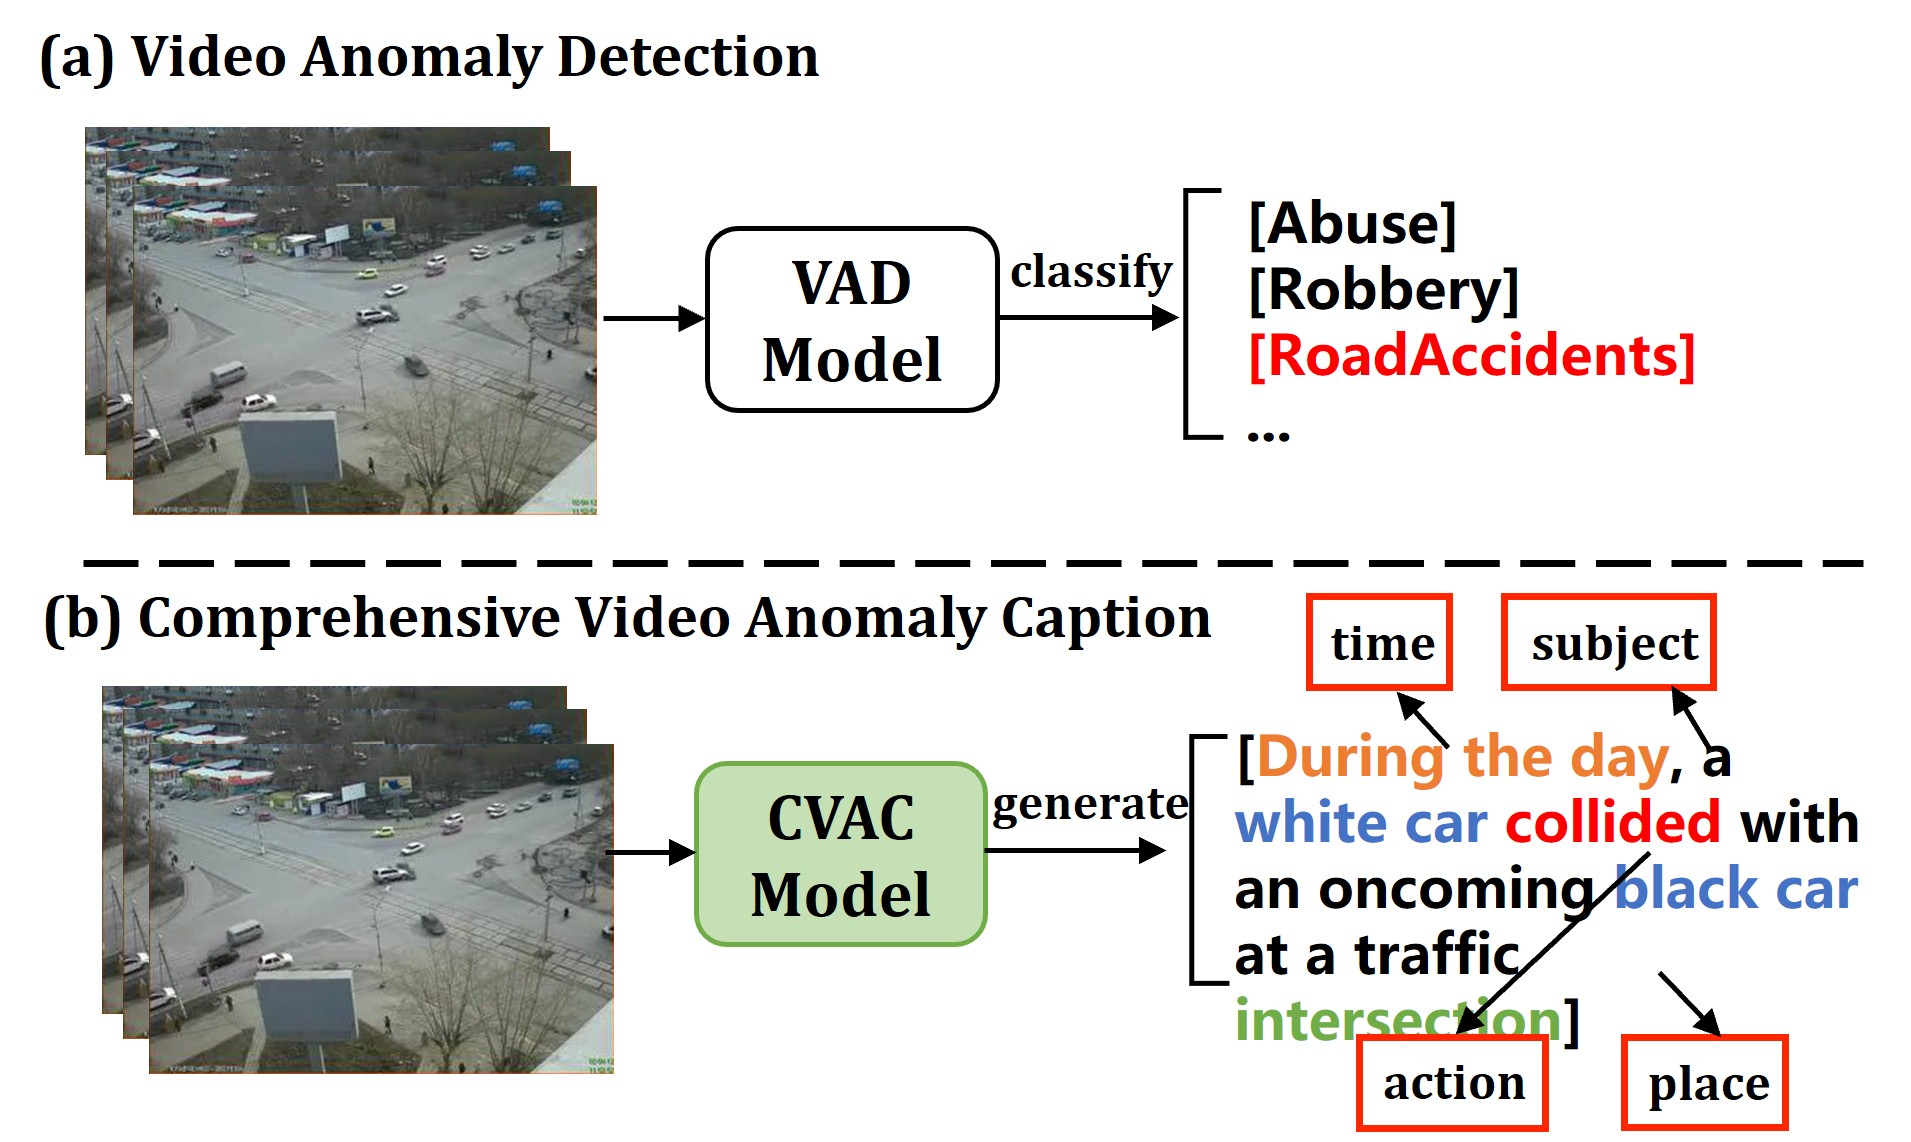 (a) Video Anomaly Detection
VAD
Model
classify
[Abuse]
[Robbery]
[RoadAccidents]
...
(b) Comprehensive Video Anomaly Caption
time
subject
CVAC
Model
generate
[During the day, a
white car collided with
an oncoming black car
at a traffic
intersection]
action
place